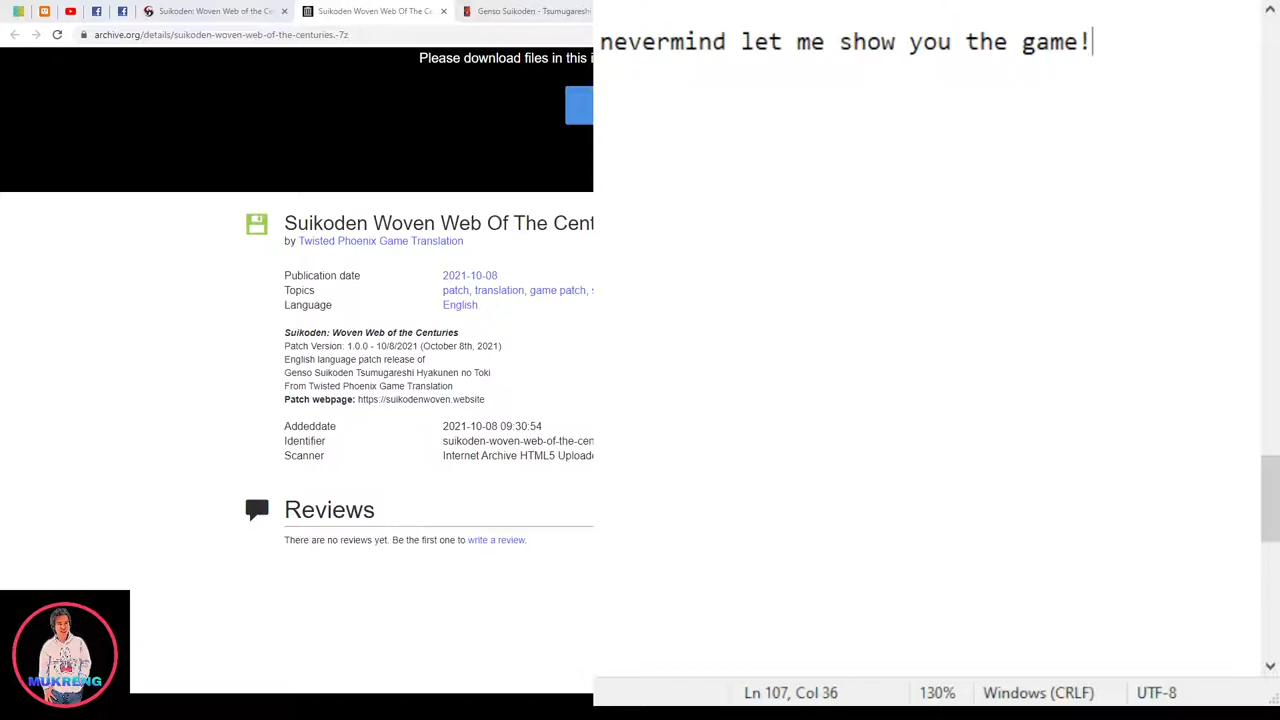 Suikoden: Woven Web of the Ce
Suikoden Woven Web Of The Ce
Genso Suikoden - Tsumugareshi
archive.org/details/suikoden-woven-web-of-the-centuries.-7z
nevermind let me show you the game!
Please download files in this i
Suikoden Woven Web Of The Cent
by Twisted Phoenix Game Translation
Publication date 2021-10-08
Topics patch, translation, game patch, s
Language English
Suikoden: Woven Web of the Centuries
Patch Version: 1.0.0 - 10/8/2021 (October 8th, 2021)
English language patch release of
Genso Suikoden Tsumugareshi Hyakunen no Toki
From Twisted Phoenix Game Translation
Patch webpage: https://suikodenwoven.website
Addeddate 2021-10-08 09:30:54
Identifier suikoden-woven-web-of-the-cen
Scanner Internet Archive HTML5 Uploade
Reviews
There are no reviews yet. Be the first one to write a review.
MUKRENG
Ln 107, Col 36 130% Windows (CRLF) UTF-8